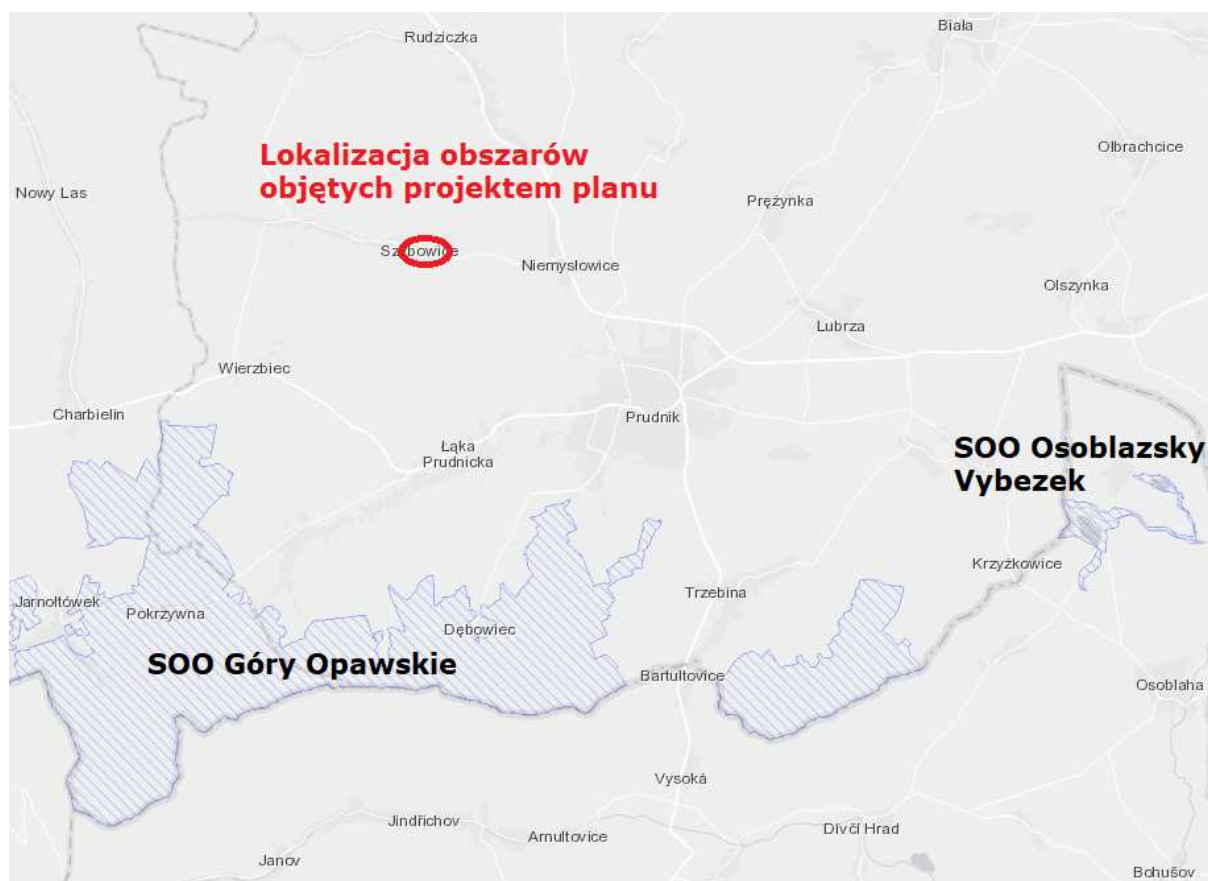 Rudziczka
Biała
Lokalizacja obszarów
objętych projektem planu
Olbrachcice
Nowy Las
Prężynka
Szybowice
Niemysłowice
Olszynka
Lubrza
Wierzbiec
Charbielin
Prudnik
Łąka
Prudnicka
SOO Osoblazsky
Vybezek
Krzyżkowice
Jarnołtówek
Pokrzywna
Trzebina
Dębowiec
SOO Góry Opawskie
Bartultovice
Osoblaha
Vysoká
Jindřichov
Arnultovice
Dívčí Hrad
Janov
Bohušov